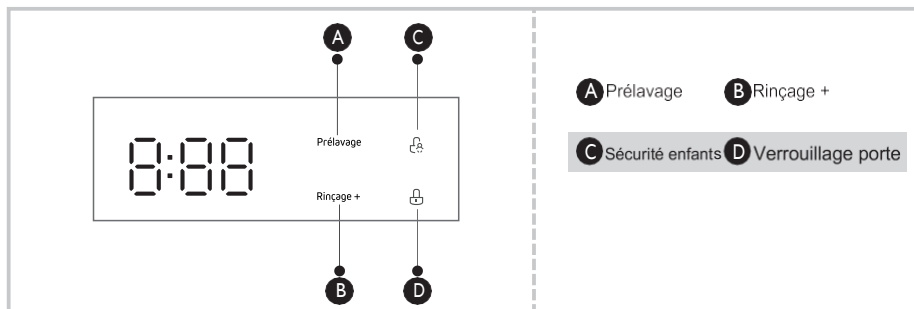 A C
8:88 Prélavage
Rinçage +
B D
A Prélavage B Rinçage +
C Sécurité enfants D Verrouillage porte